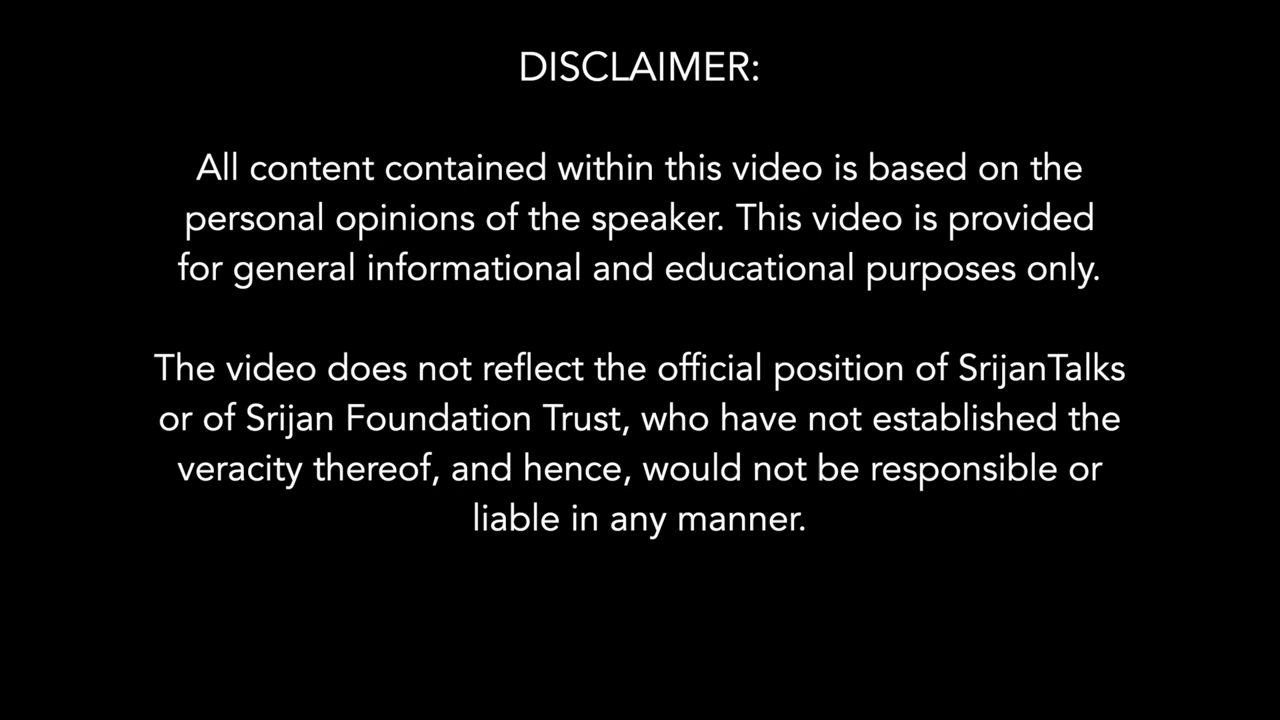 DISCLAIMER:
All content contained within this video is based on the
personal opinions of the speaker. This video is provided
for general informational and educational purposes only.
The video does not reflect the official position of SrijanTalks
or of Srijan Foundation Trust, who have not established the
veracity thereof, and hence, would not be responsible or
liable in any manner.